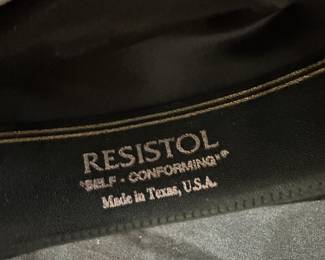 RESISTOL
"SELF - CONFORMING"®
Made in Texas, U.S.A.